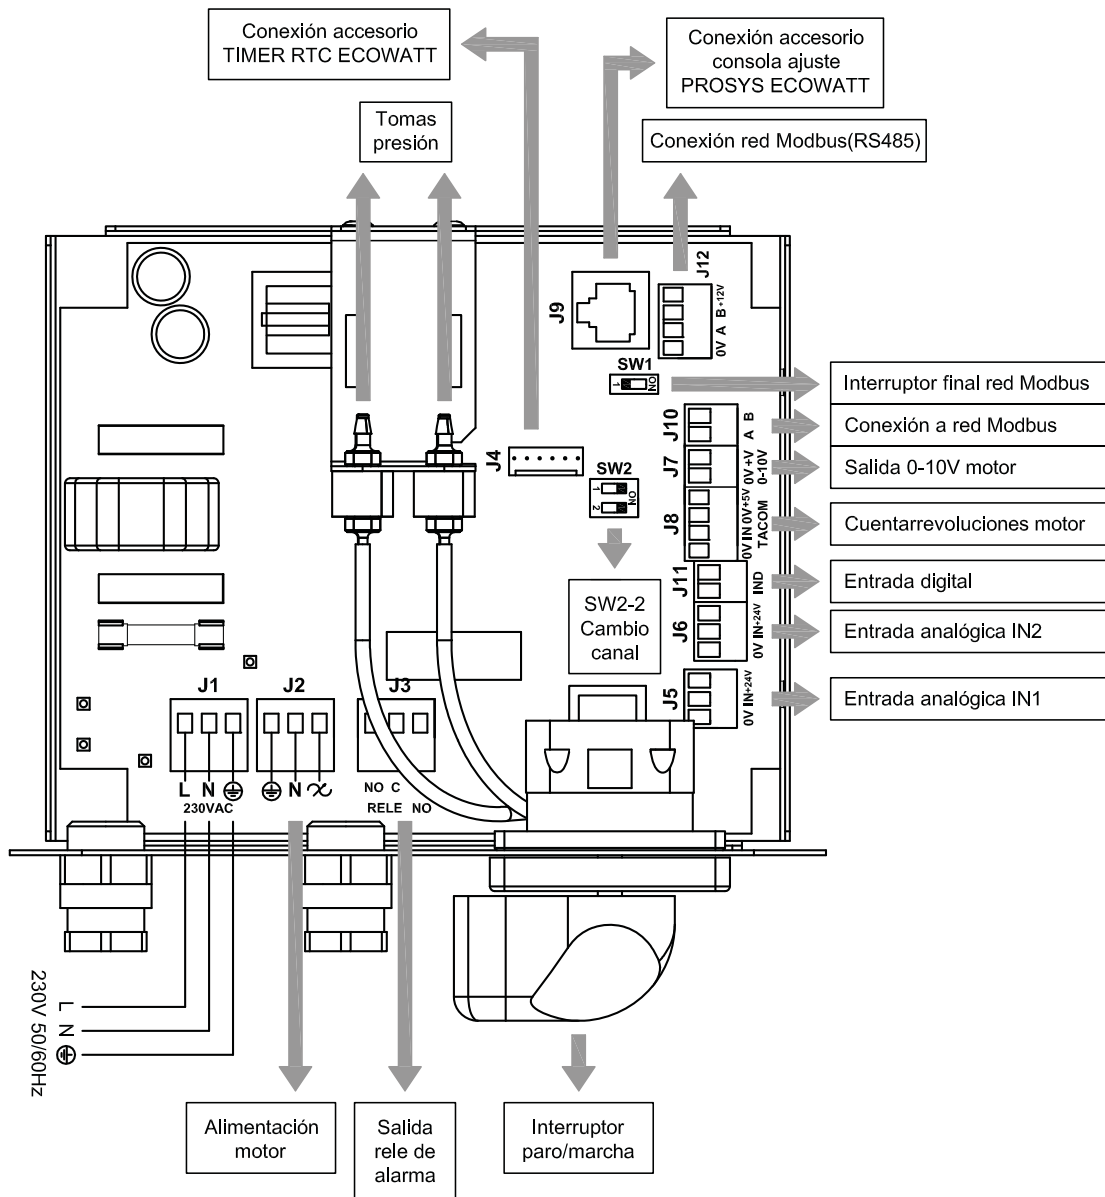 Conexión accesorio
TIMER RTC ECOWATT
Conexión accesorio
consola ajuste
PROSYS ECOWATT
Tomas
presión
Conexión red Modbus(RS485)
J12
0V A B +12V
J9
SW1
1 ON
Interruptor final red Modbus
J10
A B
Conexión a red Modbus
J4
SW2
1 2 ON
J7
0V +V
0-10V
Salida 0-10V motor
J8
0V IN 0V +5V
TACOM
Cuentarrevoluciones motor
J11
IND
Entrada digital
SW2-2
Cambio
canal
J6
0V IN +24V
Entrada analógica IN2
J5
0V IN +24V
Entrada analógica IN1
J1
J2
J3
L N
230VAC
N
NO C
RELE NO
230V 50/60Hz
L
N
Alimentación
motor
Salida
rele de
alarma
Interruptor
paro/marcha